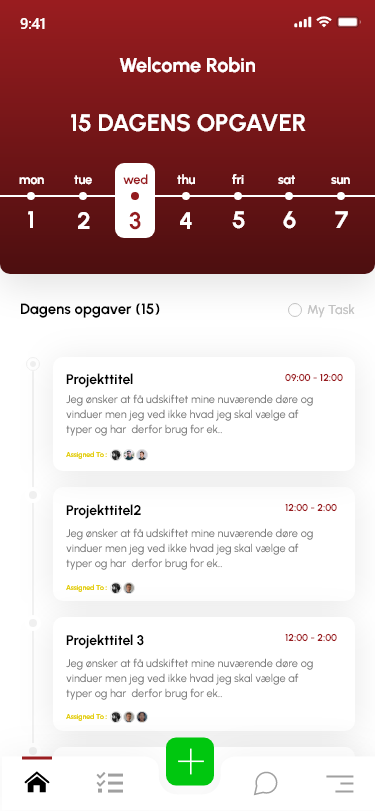 9:41
Welcome Robin
15 DAGENS OPGAVER
mon tue wed thu fri sat sun
1 2 3 4 5 6 7
Dagens opgaver (15)
My Task
Projekttitel
09:00 - 12:00
Jeg ønsker at få udskiftet mine nuværende døre og
vinduer men jeg ved ikke hvad jeg skal vælge af
typer og har derfor brug for ek..
Assigned To :
Projekttitel2
12:00 - 2:00
Jeg ønsker at få udskiftet mine nuværende døre og
vinduer men jeg ved ikke hvad jeg skal vælge af
typer og har derfor brug for ek..
Assigned To :
Projekttitel 3
12:00 - 2:00
Jeg ønsker at få udskiftet mine nuværende døre og
vinduer men jeg ved ikke hvad jeg skal vælge af
typer og har derfor brug for ek..
Assigned To :